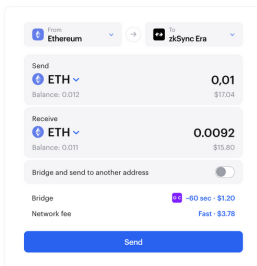 From
Ethereum
To
zkSync Era
Send
ETH
0,01
Balance: 0.012
$17.04
Receive
ETH
0.0092
Balance: 0.011
$15.80
Bridge and send to another address
Bridge
~60 sec · $1.20
Network fee
Fast · $3.78
Send